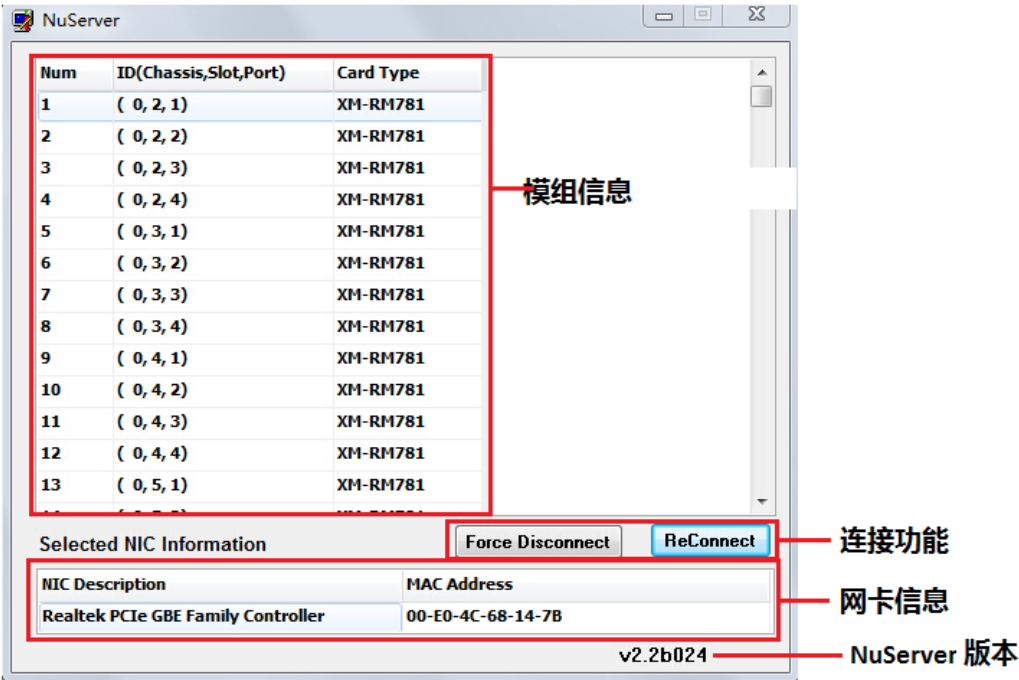 NuServer
Num ID(Chassis,Slot,Port) Card Type
1 ( 0, 2, 1) XM-RM781
2 ( 0, 2, 2) XM-RM781
3 ( 0, 2, 3) XM-RM781
4 ( 0, 2, 4) XM-RM781
模组信息
5 ( 0, 3, 1) XM-RM781
6 ( 0, 3, 2) XM-RM781
7 ( 0, 3, 3) XM-RM781
8 ( 0, 3, 4) XM-RM781
9 ( 0, 4, 1) XM-RM781
10 ( 0, 4, 2) XM-RM781
11 ( 0, 4, 3) XM-RM781
12 ( 0, 4, 4) XM-RM781
13 ( 0, 5, 1) XM-RM781
Selected NIC Information Force Disconnect ReConnect
连接功能
NIC Description MAC Address
网卡信息
Realtek PCIe GBE Family Controller 00-E0-4C-68-14-7B
v2.2b024 NuServer 版本